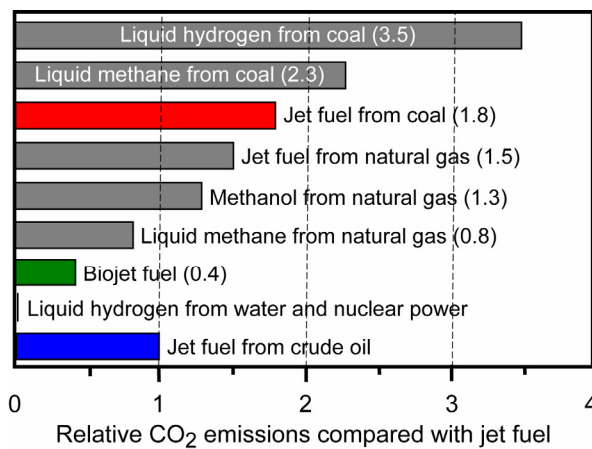 Liquid hydrogen from coal (3.5)
Liquid methane from coal (2.3)
Jet fuel from coal (1.8)
Jet fuel from natural gas (1.5)
Methanol from natural gas (1.3)
Liquid methane from natural gas (0.8)
Biojet fuel (0.4)
Liquid hydrogen from water and nuclear power
Jet fuel from crude oil
0 1 2 3 4
Relative CO2 emissions compared with jet fuel